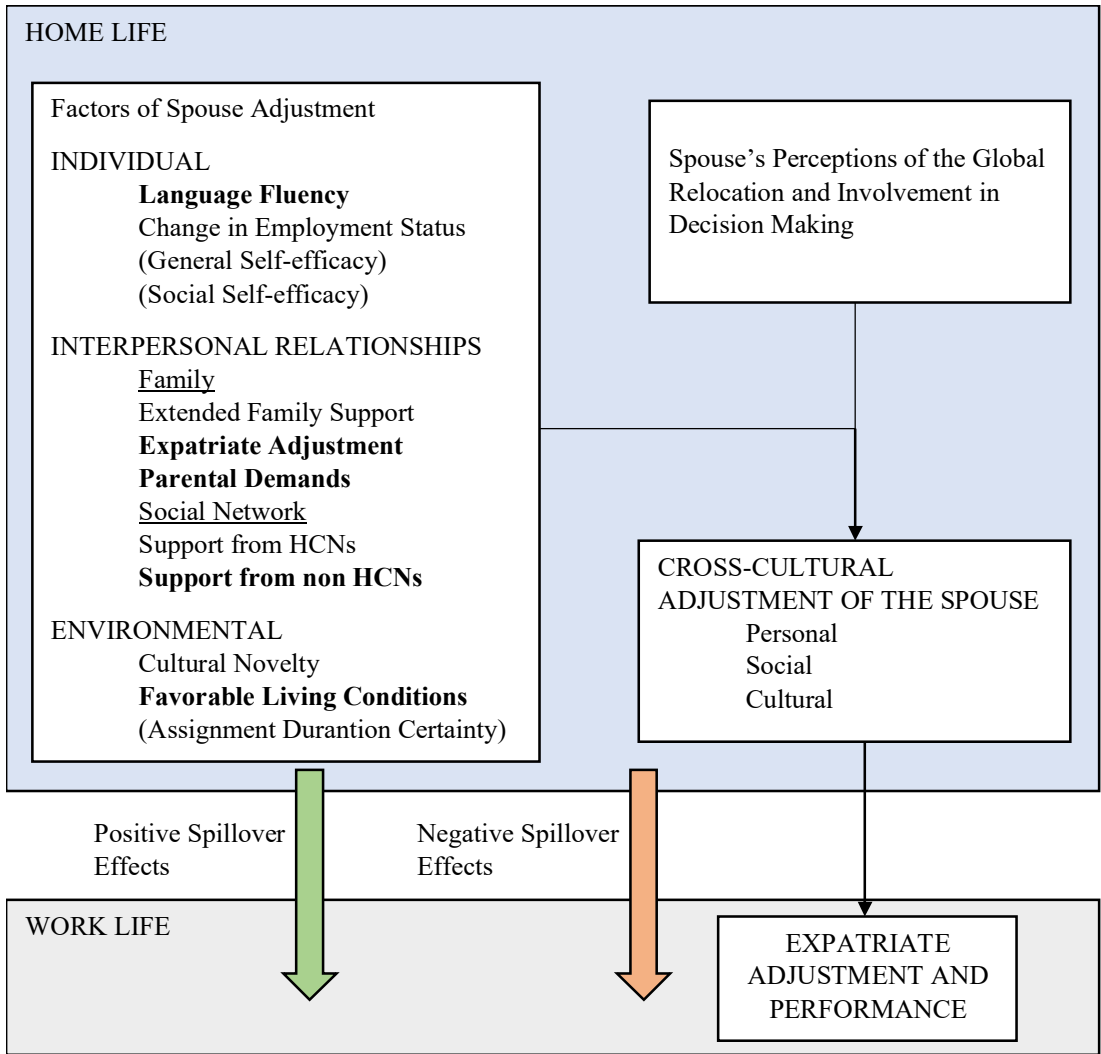 HOME LIFE
Factors of Spouse Adjustment
INDIVIDUAL
Language Fluency
Change in Employment Status
(General Self-efficacy)
(Social Self-efficacy)
INTERPERSONAL RELATIONSHIPS
Family
Extended Family Support
Expatriate Adjustment
Parental Demands
Social Network
Support from HCNs
Support from non HCNs
ENVIRONMENTAL
Cultural Novelty
Favorable Living Conditions
(Assignment Durantion Certainty)
Spouse’s Perceptions of the Global
Relocation and Involvement in
Decision Making
CROSS-CULTURAL
ADJUSTMENT OF THE SPOUSE
Personal
Social
Cultural
Positive Spillover
Effects
Negative Spillover
Effects
WORK LIFE
EXPATRIATE
ADJUSTMENT AND
PERFORMANCE